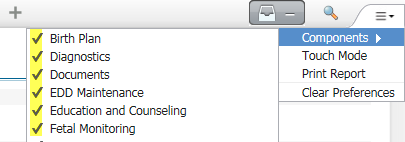 Components
Touch Mode
Print Report
Clear Preferences
Birth Plan
Diagnostics
Documents
EDD Maintenance
Education and Counseling
Fetal Monitoring